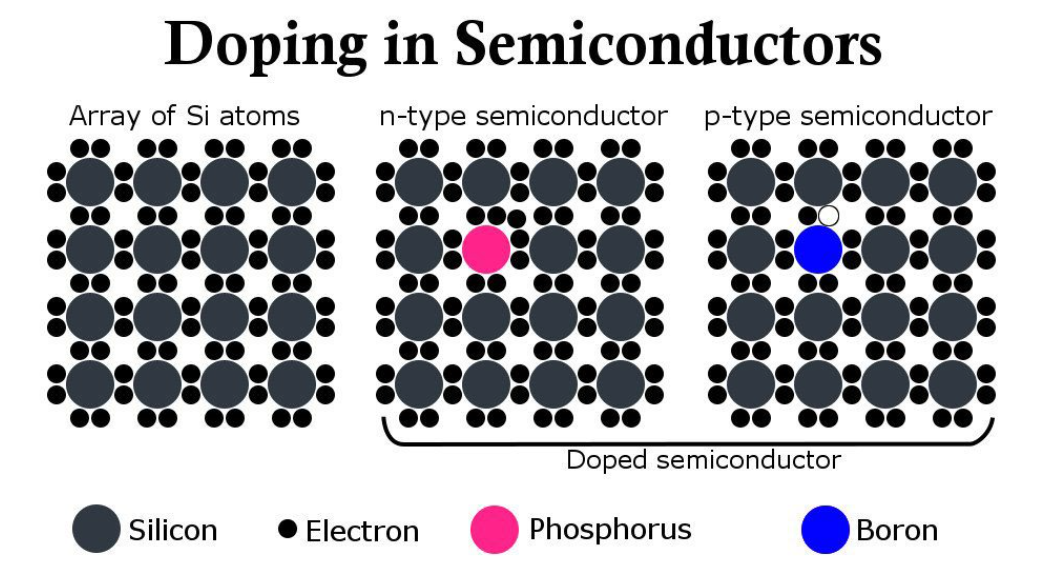 Doping in Semiconductors
Array of Si atoms
n-type semiconductor
p-type semiconductor
Doped semiconductor
Silicon
Electron
Phosphorus
Boron